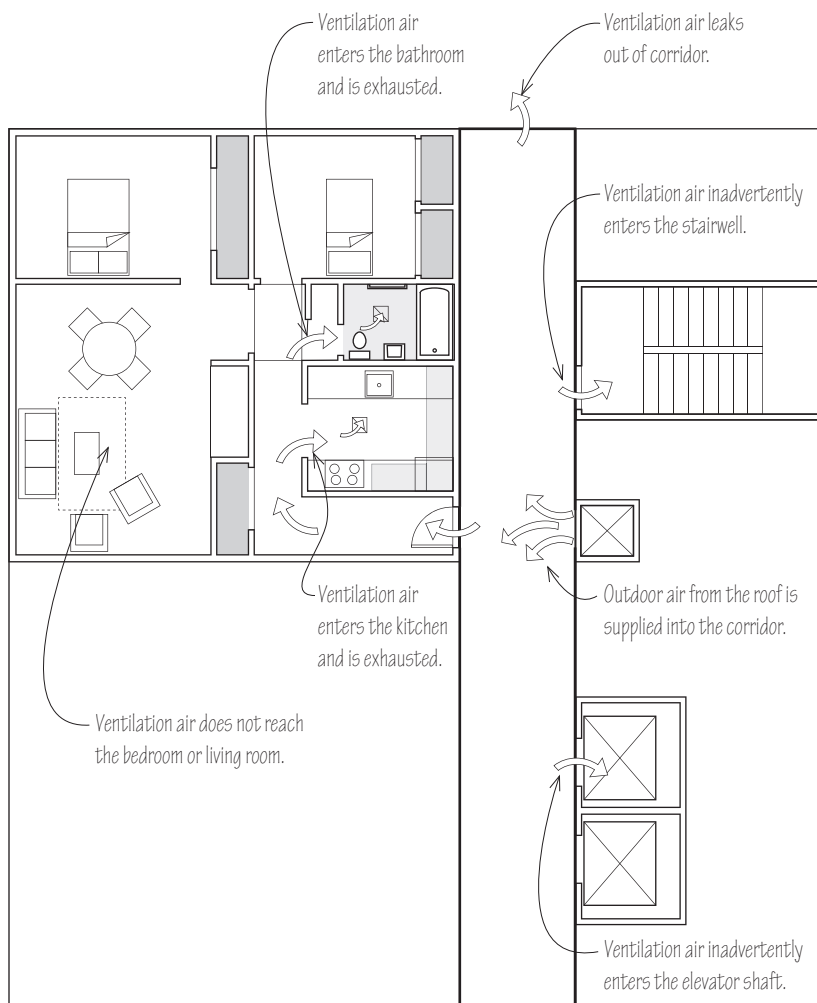 Ventilation air
enters the bathroom
and is exhausted.
Ventilation air leaks
out of corridor.
Ventilation air inadvertently
enters the stairwell.
Ventilation air
enters the kitchen
and is exhausted.
Outdoor air from the roof is
supplied into the corridor.
Ventilation air does not reach
the bedroom or living room.
Ventilation air inadvertently
enters the elevator shaft.